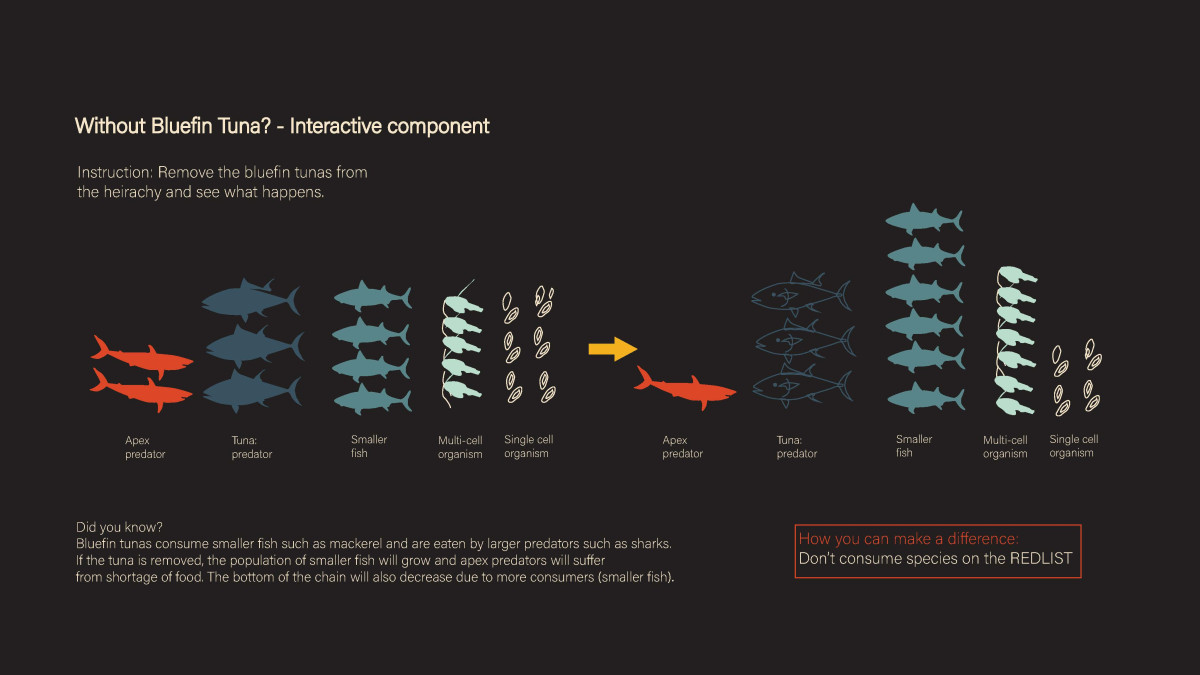 Without Bluefin Tuna? - Interactive component
Instruction: Remove the bluefin tunas from
the heirachy and see what happens.
Apex
predator
Tuna:
predator
Smaller
fish
Multi-cell
organism
Single cell
organism
Apex
predator
Tuna:
predator
Smaller
fish
Multi-cell
organism
Single cell
organism
Did you know?
Bluefin tunas consume smaller fish such as mackerel and are eaten by larger predators such as sharks.
If the tuna is removed, the population of smaller fish will grow and apex predators will suffer
from shortage of food. The bottom of the chain will also decrease due to more consumers (smaller fish).
How you can make a difference:
Don't consume species on the REDLIST